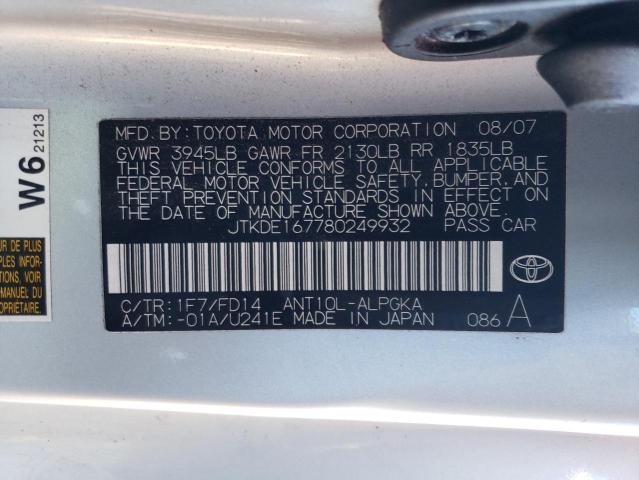 MFD.BY:TOYOTA MOTOR CORPORATION 08/07
GVWR 3945LB GAWR FR 2130LB RR 1835LB
THIS VEHICLE CONFORMS TO ALL APPLICABLE
FEDERAL MOTOR VEHICLE SAFETY,BUMPER,AND
THEFT PREVENTION STANDARDS IN EFFECT ON
THE DATE OF MANUFACTURE SHOWN ABOVE.
JTKDE167780249932 PASS CAR
C/TR:1F7/FD14 ANT10L-ALPGKA
A/TM:-01A/U241E MADE IN JAPAN 086 A
W6 21213
UR DE PLUS
PLES INFOR-
NS, VOIR LE
MANUEL DU
OPRIÉTAIRE.